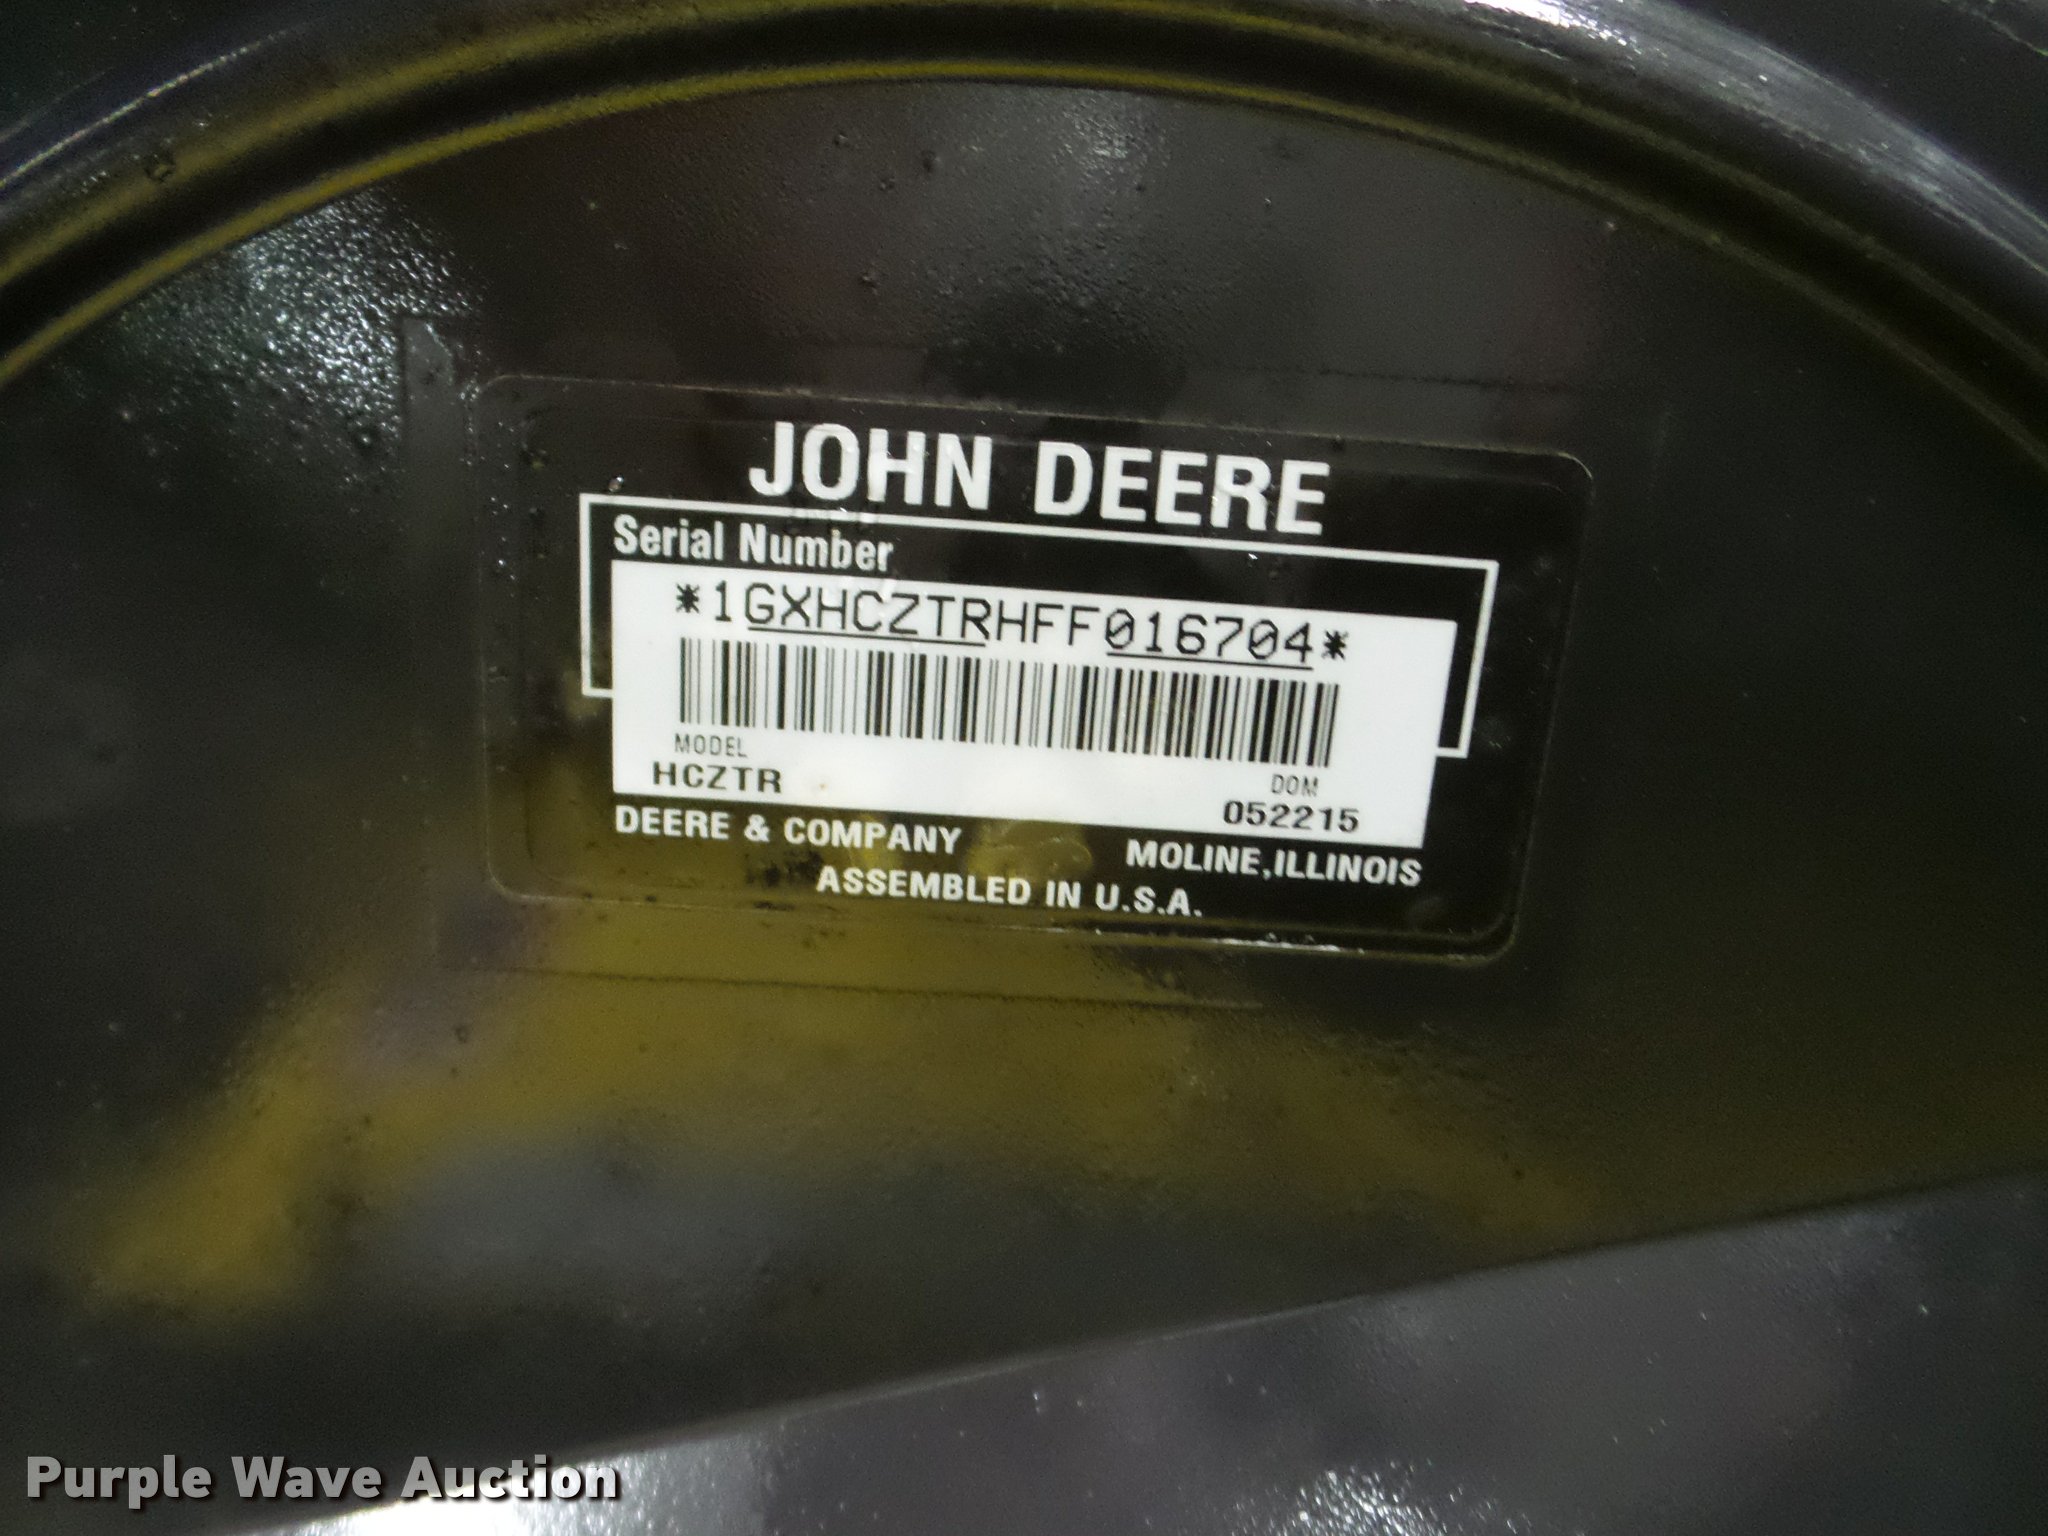 JOHN DEERE
Serial Number
*1GXHCZTRHFF016704*
MODEL
HCZTR
DOM
052215
DEERE & COMPANY MOLINE, ILLINOIS
ASSEMBLED IN U.S.A.
Purple Wave Auction